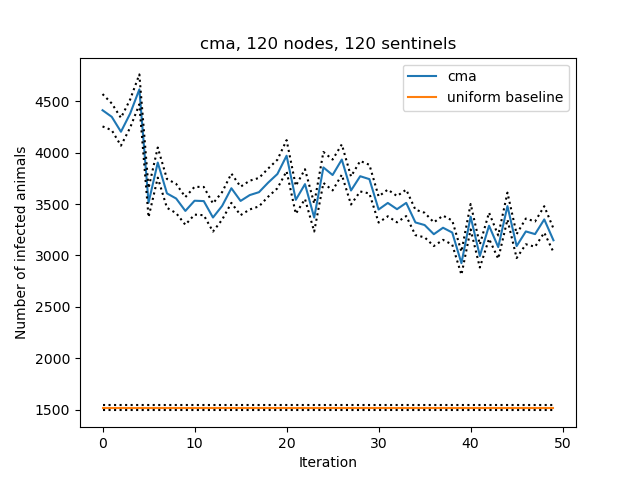 cma, 120 nodes, 120 sentinels
cma
uniform baseline
Number of infected animals
4500
4000
3500
3000
2500
2000
1500
0 10 20 30 40 50
Iteration